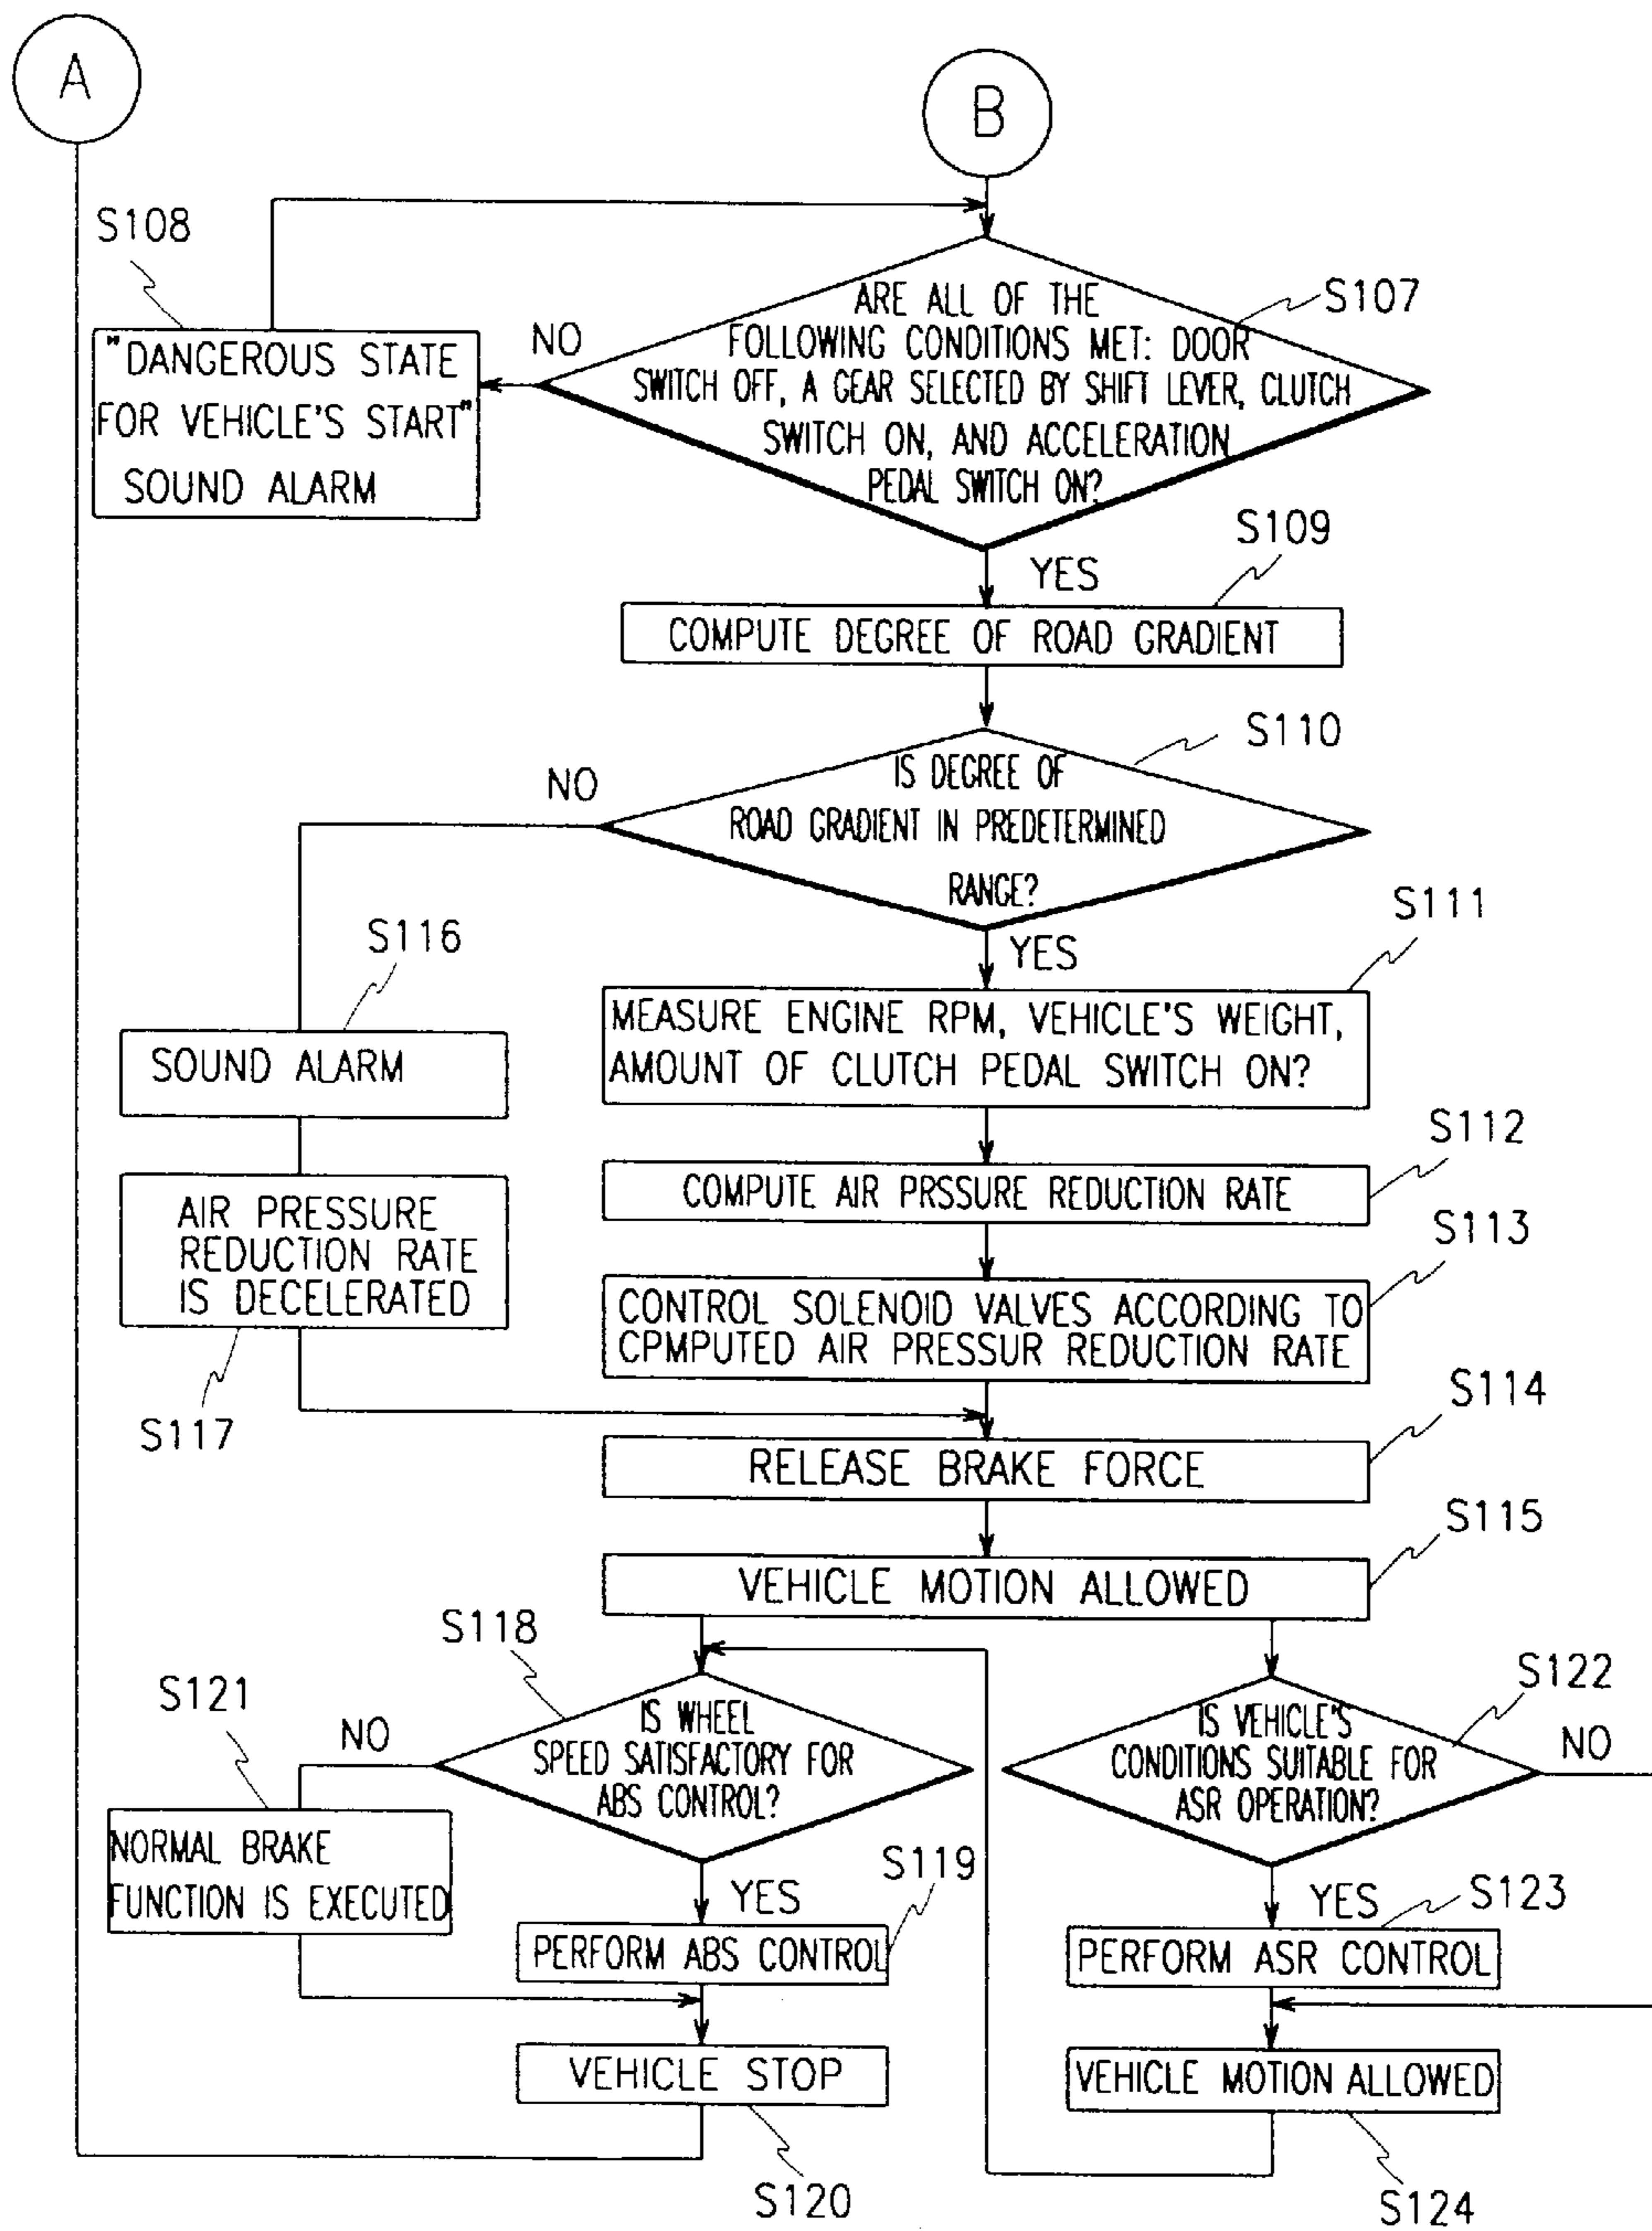 A
B
S108
S107
"DANGEROUS STATE
FOR VEHICLE'S START"
SOUND ALARM
NO
ARE ALL OF THE
FOLLOWING CONDITIONS MET: DOOR
SWITCH OFF, A GEAR SELECTED BY SHIFT LEVER, CLUTCH
SWITCH ON, AND ACCELERATION
PEDAL SWITCH ON?
YES
S109
COMPUTE DEGREE OF ROAD GRADIENT
S110
NO
IS DEGREE OF
ROAD GRADIENT IN PREDETERMINED
RANGE?
YES
S111
MEASURE ENGINE RPM, VEHICLE'S WEIGHT,
AMOUNT OF CLUTCH PEDAL SWITCH ON?
S116
SOUND ALARM
S112
COMPUTE AIR PRSSURE REDUCTION RATE
AIR PRESSURE
REDUCTION RATE
IS DECELERATED
S117
S113
CONTROL SOLENOID VALVES ACCORDING TO
CPMPUTED AIR PRESSUR REDUCTION RATE
S114
RELEASE BRAKE FORCE
S115
VEHICLE MOTION ALLOWED
S118
IS WHEEL
SPEED SATISFACTORY FOR
ABS CONTROL?
NO
S121
NORMAL BRAKE
FUNCTION IS EXECUTED
YES
S119
PERFORM ABS CONTROL
VEHICLE STOP
S120
S122
IS VEHICLE'S
CONDITIONS SUITABLE FOR
ASR OPERATION?
NO
YES
S123
PERFORM ASR CONTROL
VEHICLE MOTION ALLOWED
S124